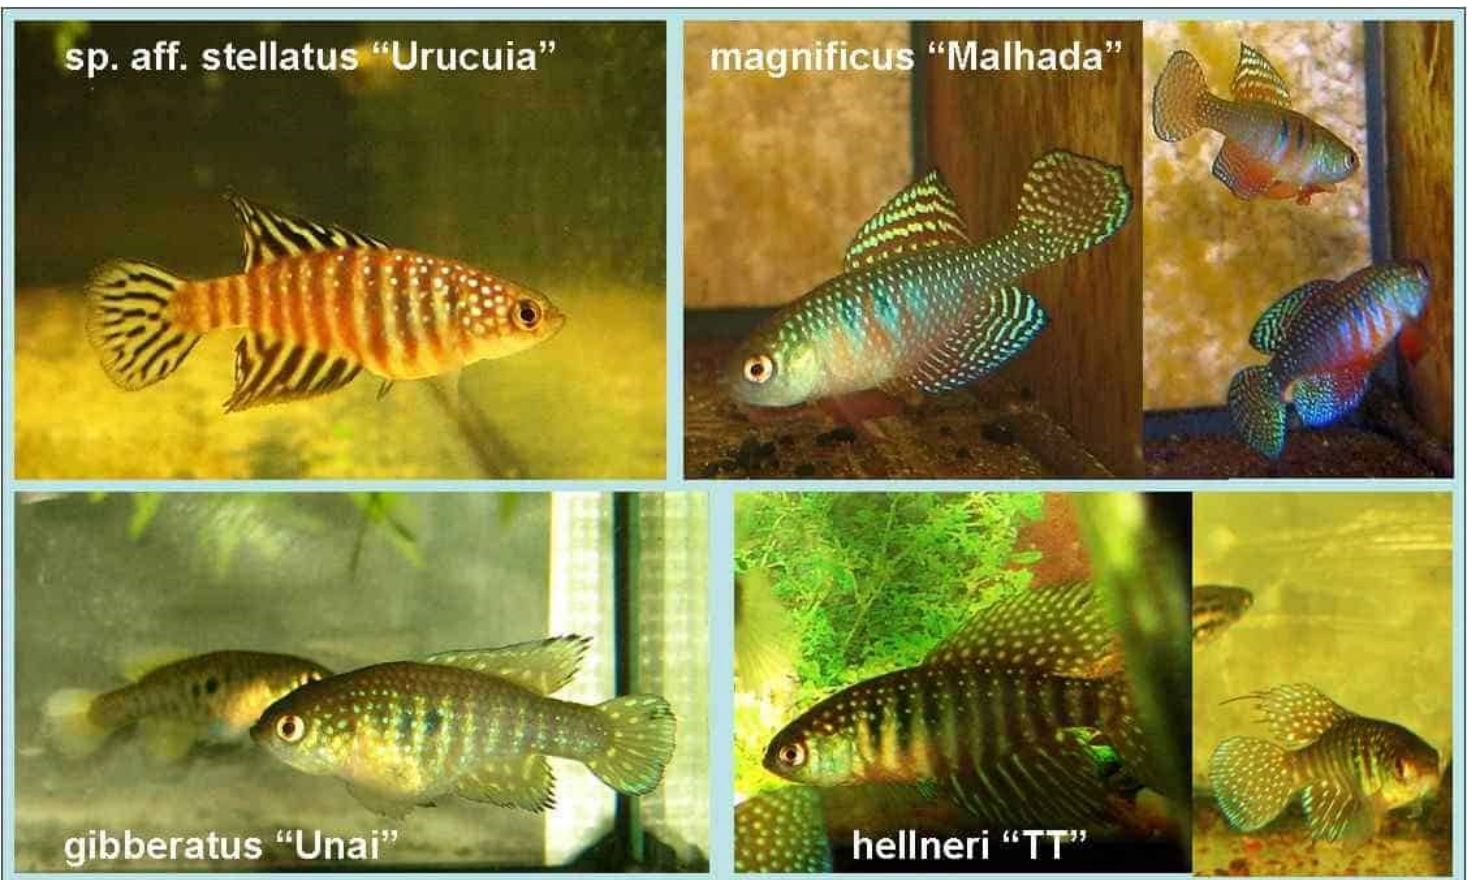 sp. aff. stellatus “Urucuia”
magnificus “Malhada”
gibberatus “Unai”
hellneri “TT”